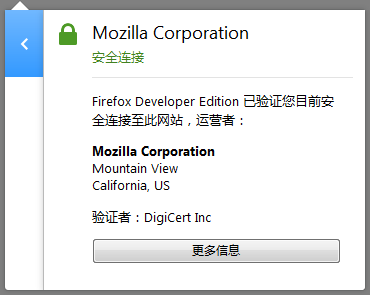 Mozilla Corporation
安全连接
Firefox Developer Edition 已验证您目前安
全连接至此网站，运营者：
Mozilla Corporation
Mountain View
California, US
验证者：DigiCert Inc
更多信息